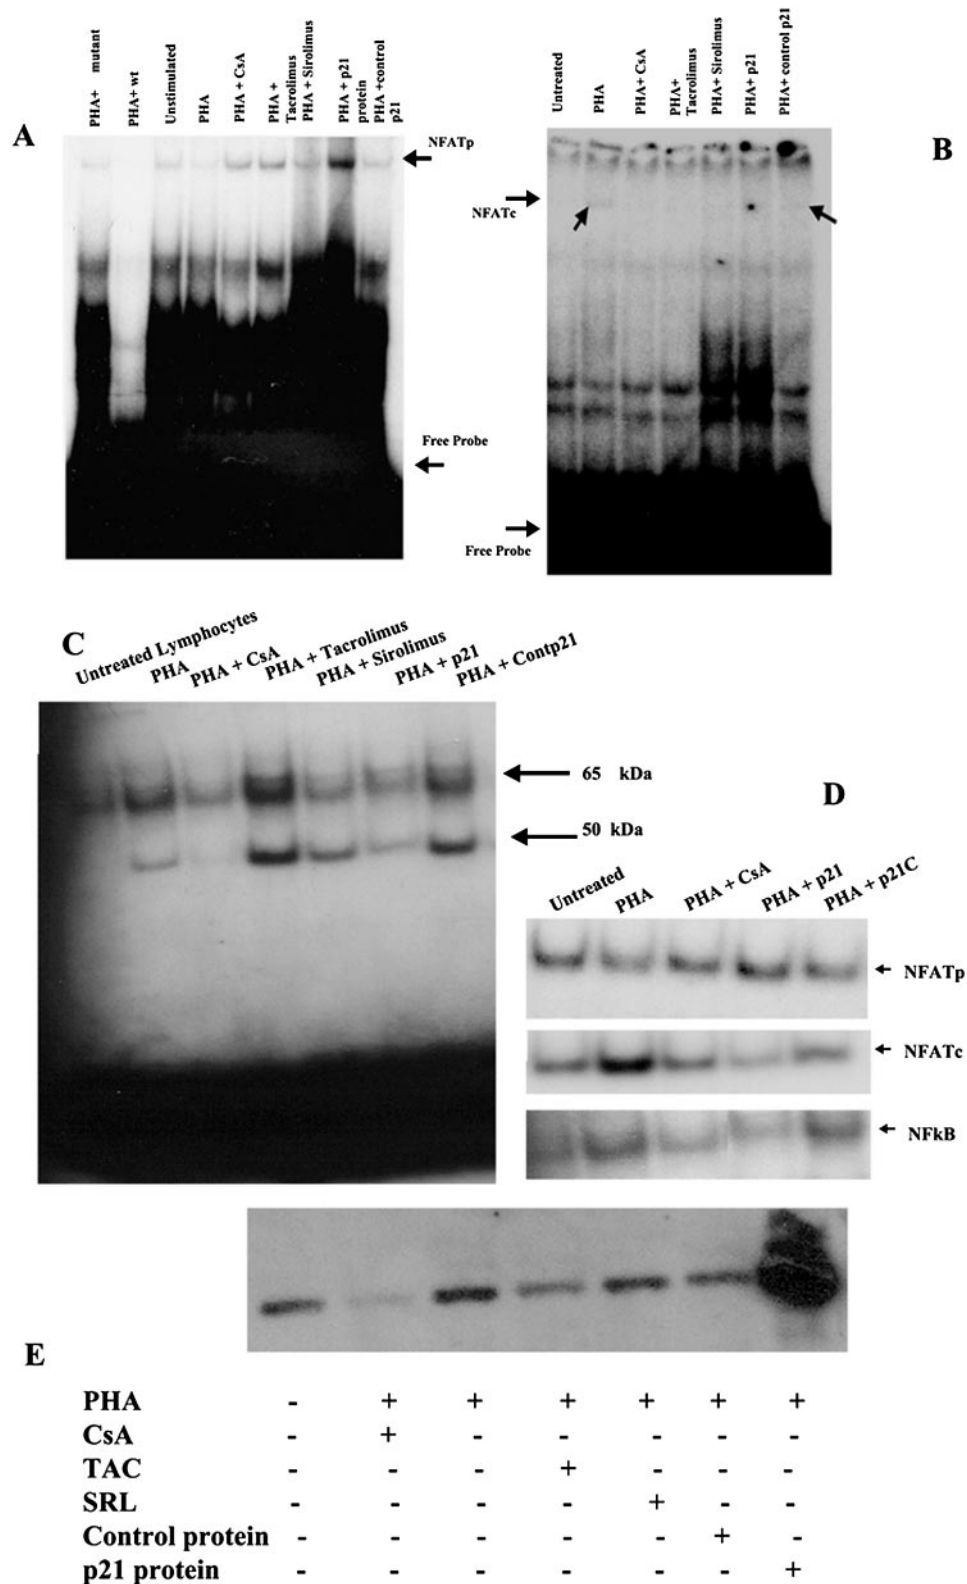 A
PHA+ mutant
PHA+ wt
Unstimulated
PHA
PHA + CsA
PHA +
Tacrolimus
PHA + Sirolimus
PHA + p21
protein
PHA +control
p21
NFATp
Free Probe
B
Untreated
PHA
PHA+ CsA
PHA+
Tacrolimus
PHA+ Sirolimus
PHA+ p21
PHA+ control p21
NFATc
Free Probe
C
Untreated Lymphocytes
PHA
PHA + CsA
PHA + Tacrolimus
PHA + Sirolimus
PHA + p21
PHA + Contp21
65 kDa
50 kDa
D
Untreated
PHA
PHA + CsA
PHA + p21
PHA + p21C
NFATp
NFATc
NFkB
E
PHA - + + + + + +
CsA - + - - - - -
TAC - - - + - - -
SRL - - - - + - -
Control protein - - - - - + -
p21 protein - - - - - - +